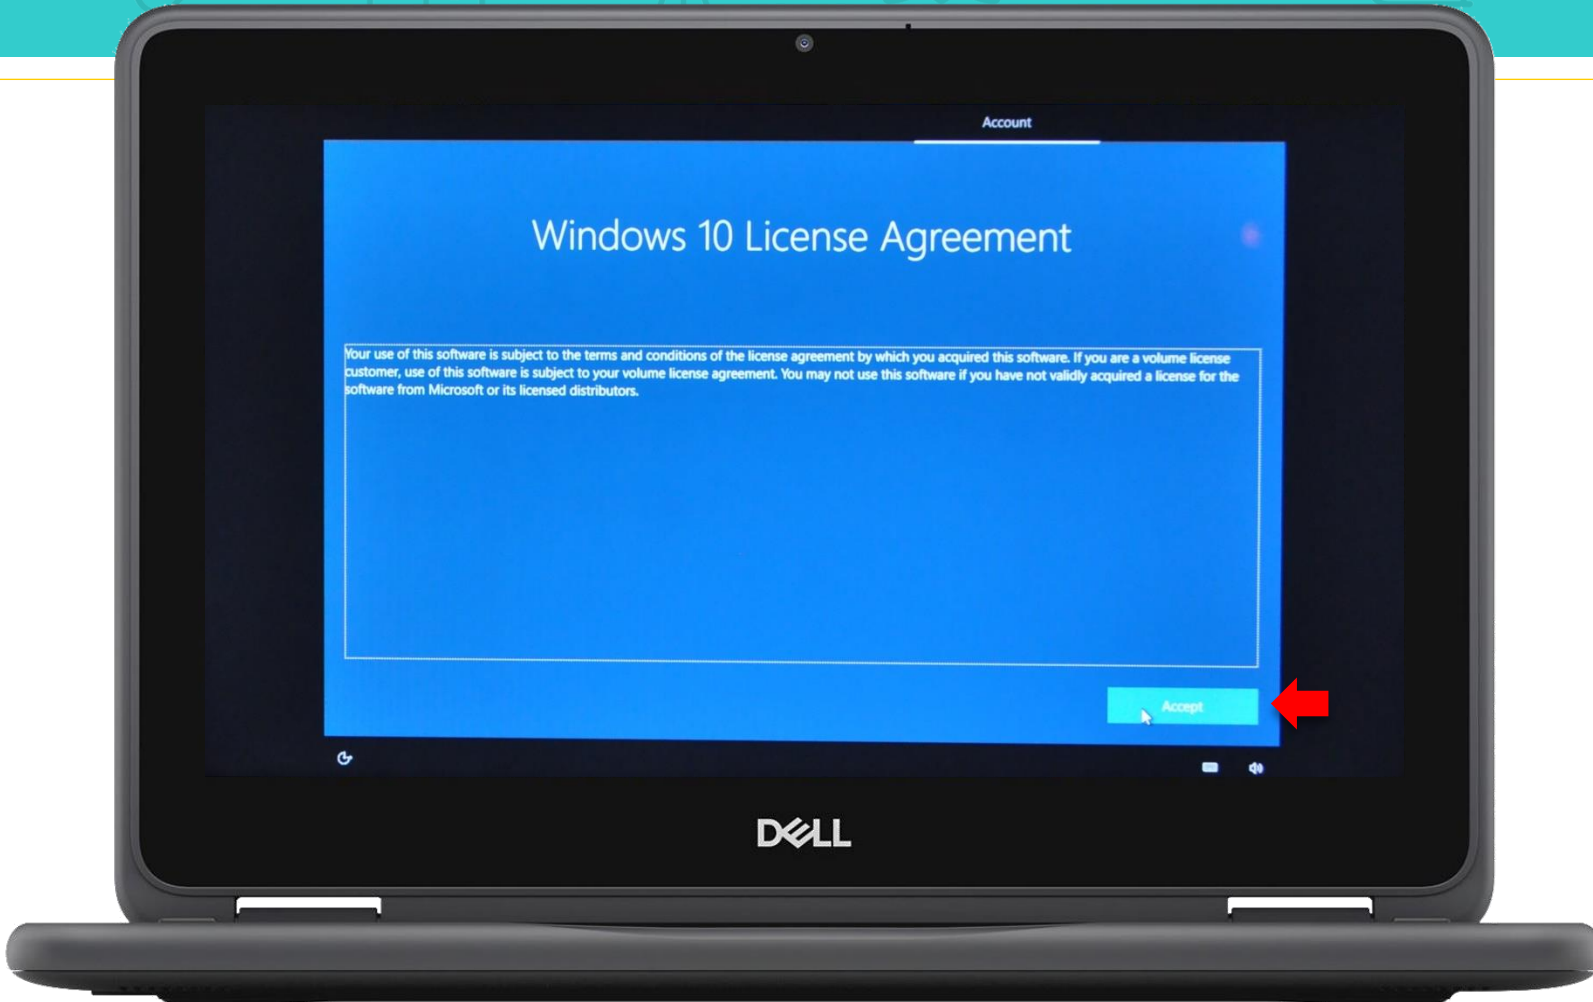 Account
Windows 10 License Agreement
Your use of this software is subject to the terms and conditions of the license agreement by which you acquired this software. If you are a volume license
customer, use of this software is subject to your volume license agreement. You may not use this software if you have not validly acquired a license for the
software from Microsoft or its licensed distributors.
Accept
DELL